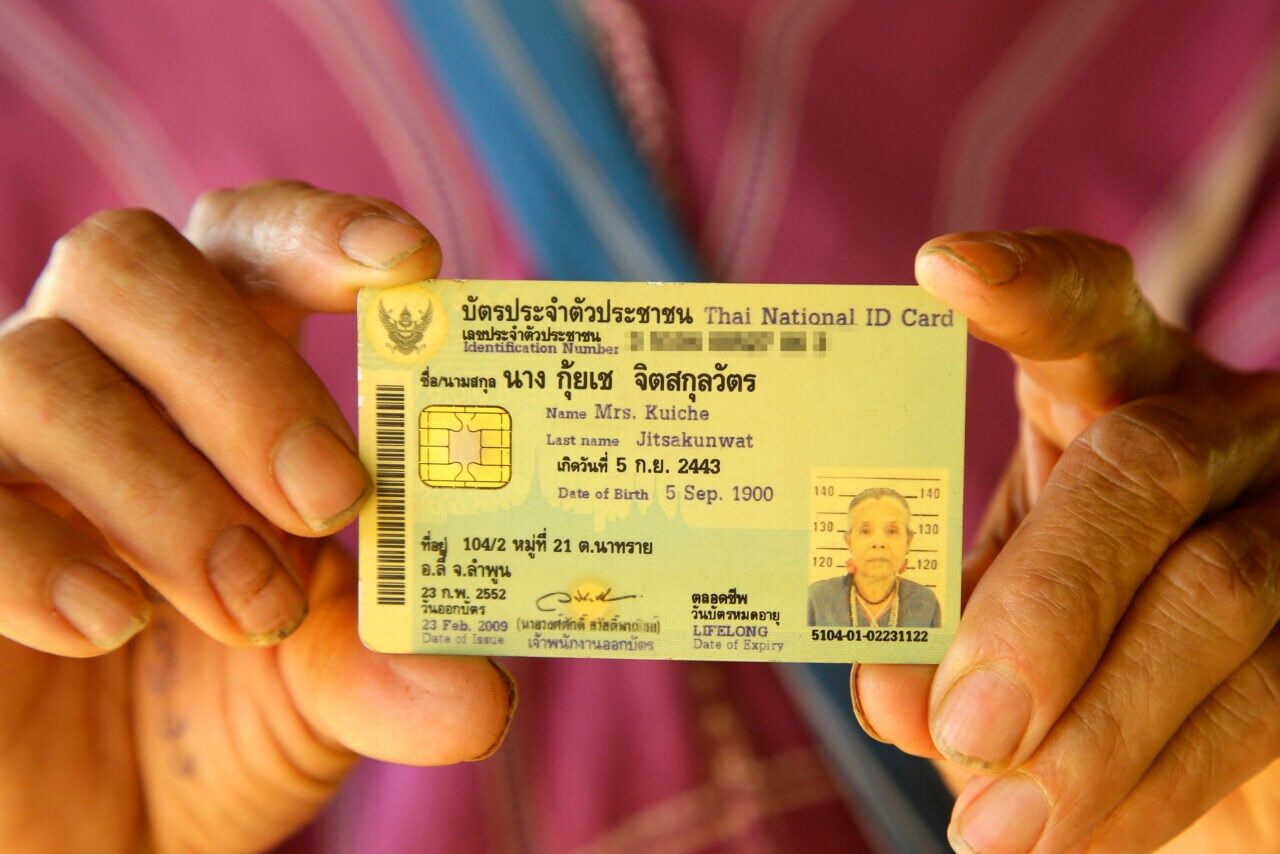 บัตรประจำตัวประชาชน Thai National ID Card
เลขประจำตัวประชาชน
Identification Number
ชื่อ/นามสกุล นาง กุ้ยเช จิตสกุลวัตร
Name Mrs. Kuiche
Last name Jitsakunwat
เกิดวันที่ 5 ก.ย. 2443
Date of Birth 5 Sep. 1900
ที่อยู่ 104/2 หมู่ที่ 21 ต.นาทราย
อ.ลี้ จ.ลำพูน
23 ก.พ. 2552
วันออกบัตร
23 Feb. 2009
Date of Issue
เจ้าพนักงานออกบัตร
ตลอดชีพ
วันบัตรหมดอายุ
LIFELONG
Date of Expiry
140 140
130 130
120 120
5104-01-02231122